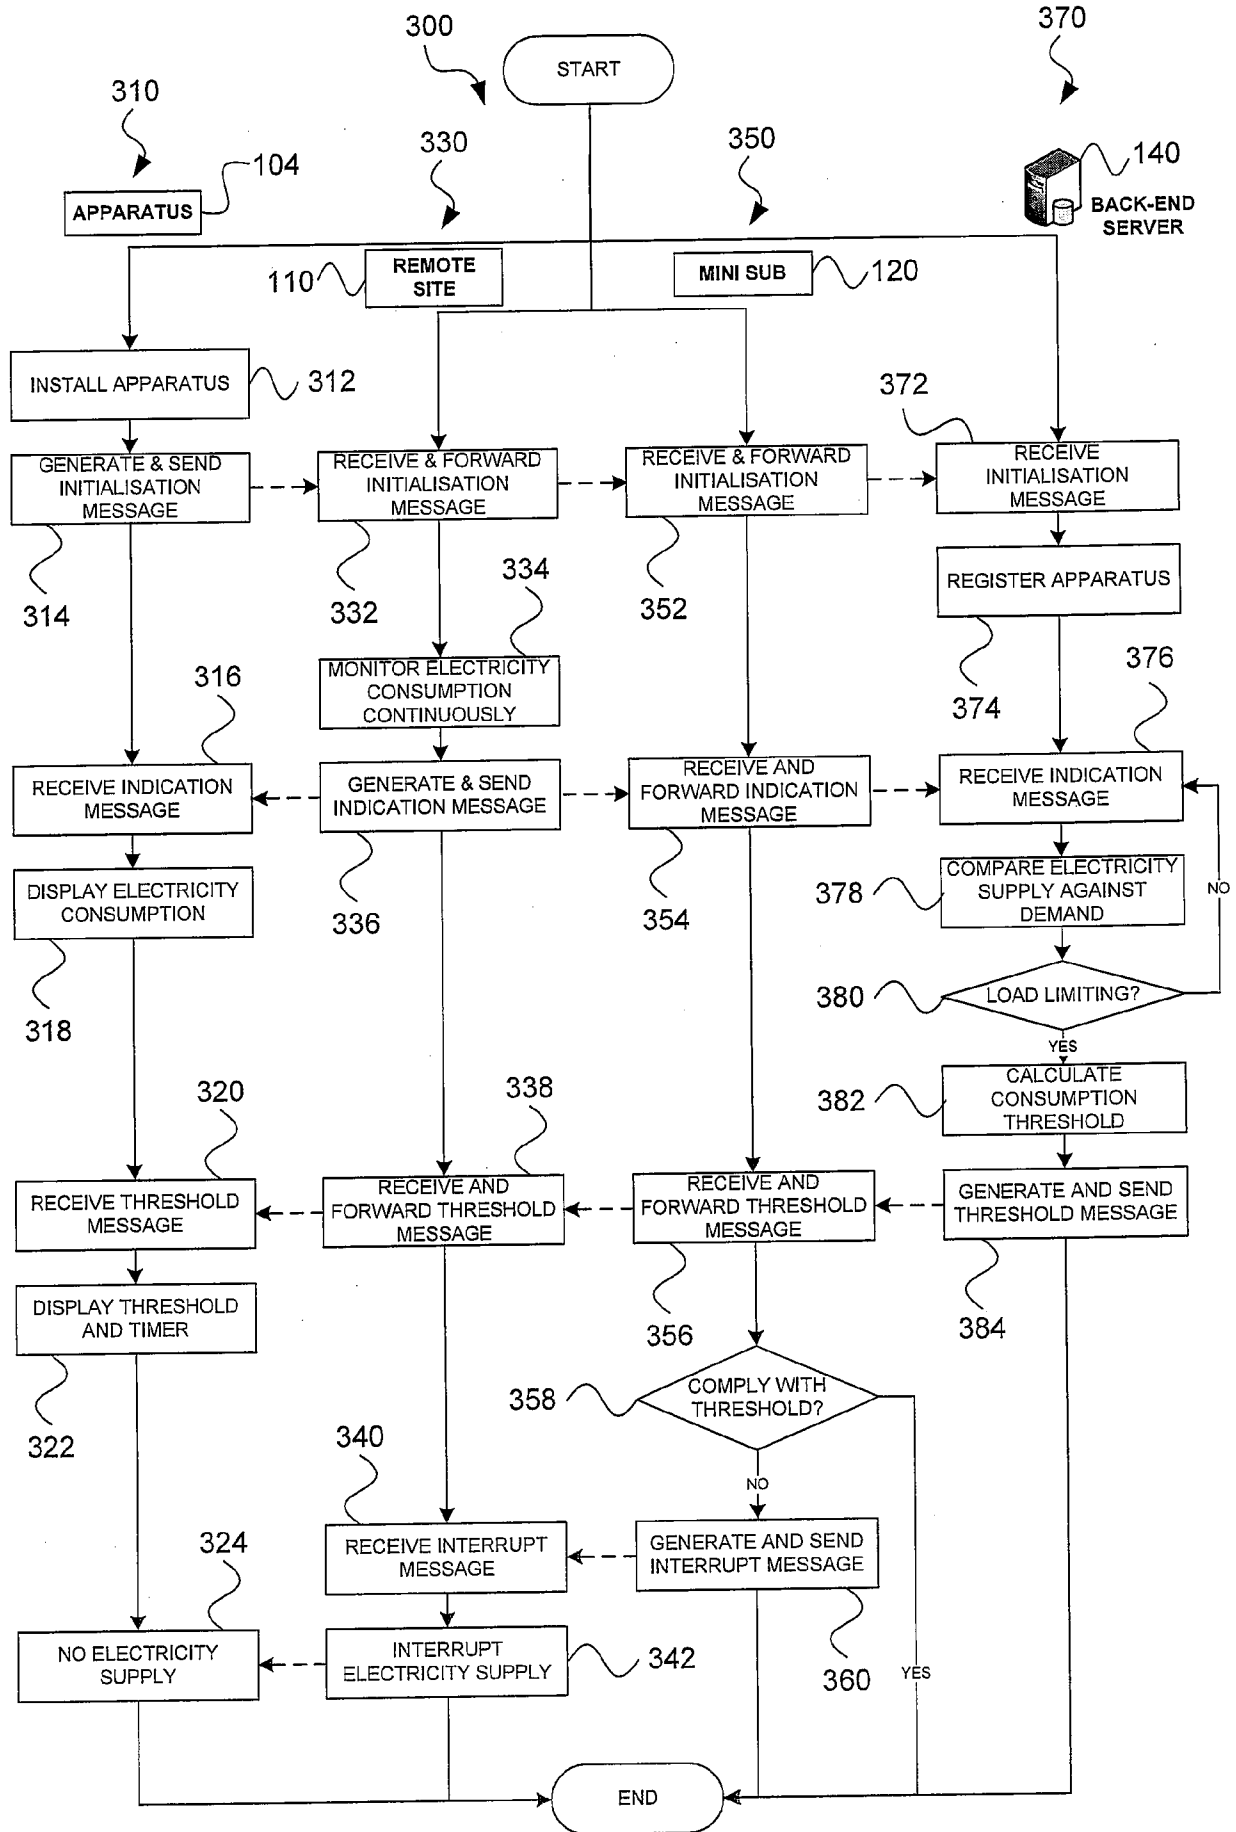 300
START
370
310
330
350
104
140
APPARATUS
BACK-END
SERVER
110
REMOTE
SITE
MINI SUB
120
INSTALL APPARATUS
312
372
GENERATE & SEND
INITIALISATION
MESSAGE
RECEIVE & FORWARD
INITIALISATION
MESSAGE
RECEIVE & FORWARD
INITIALISATION
MESSAGE
RECEIVE
INITIALISATION
MESSAGE
314
332
334
352
REGISTER APPARATUS
374
316
MONITOR ELECTRICITY
CONSUMPTION
CONTINUOUSLY
376
RECEIVE INDICATION
MESSAGE
GENERATE & SEND
INDICATION MESSAGE
RECEIVE AND
FORWARD INDICATION
MESSAGE
RECEIVE INDICATION
MESSAGE
DISPLAY ELECTRICITY
CONSUMPTION
336
354
378
COMPARE ELECTRICITY
SUPPLY AGAINST
DEMAND
NO
318
380
LOAD LIMITING?
YES
320
338
382
CALCULATE
CONSUMPTION
THRESHOLD
RECEIVE THRESHOLD
MESSAGE
RECEIVE AND
FORWARD THRESHOLD
MESSAGE
RECEIVE AND
FORWARD THRESHOLD
MESSAGE
GENERATE AND SEND
THRESHOLD MESSAGE
DISPLAY THRESHOLD
AND TIMER
356
384
322
358
COMPLY WITH
THRESHOLD?
340
NO
324
RECEIVE INTERRUPT
MESSAGE
GENERATE AND SEND
INTERRUPT MESSAGE
NO ELECTRICITY
SUPPLY
INTERRUPT
ELECTRICITY SUPPLY
342
360
YES
END